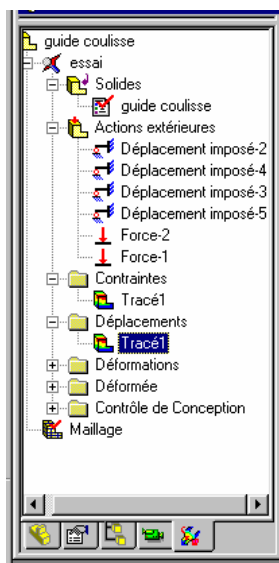 guide coulisse
essai
Solides
guide coulisse
Actions extérieures
Déplacement imposé-2
Déplacement imposé-4
Déplacement imposé-3
Déplacement imposé-5
Force-2
Force-1
Contraintes
Tracé1
Déplacements
Tracé1
Déformations
Déformée
Contrôle de Conception
Maillage